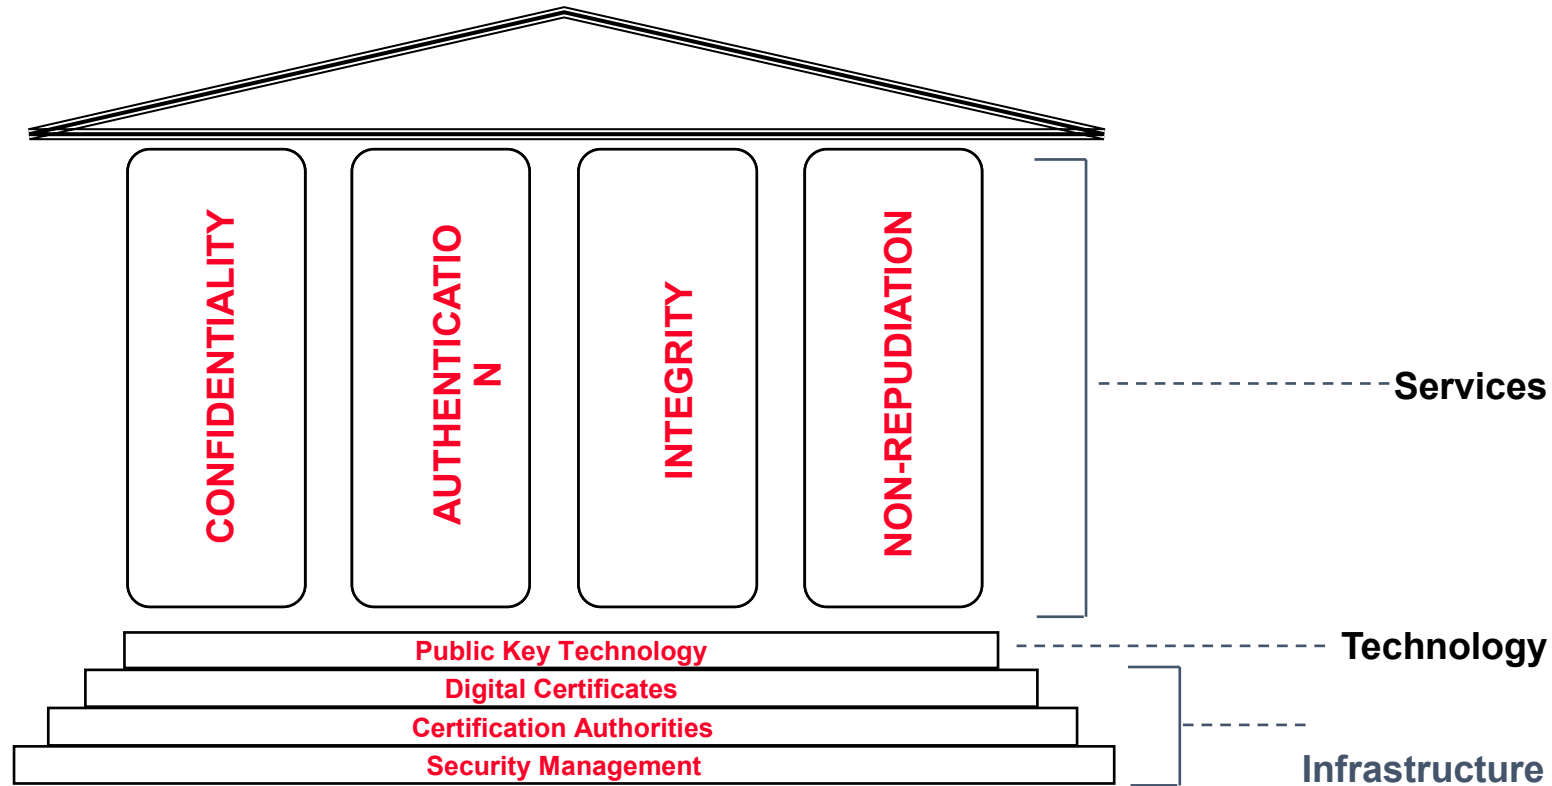 CONFIDENTIALITY
AUTHENTICATIO
N
INTEGRITY
NON-REPUDIATION
Services
Public Key Technology
Technology
Digital Certificates
Certification Authorities
Security Management
Infrastructure